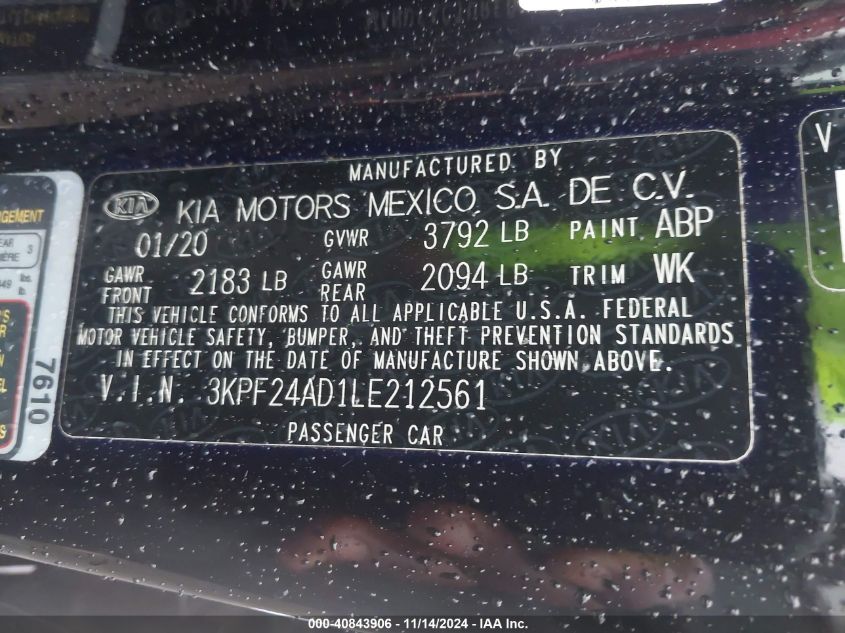 MANUFACTURED BY
KIA KIA MOTORS MEXICO, S.A. DE C.V.
01/20 GVWR 3792 LB PAINT ABP
GAWR FRONT 2183 LB GAWR REAR 2094 LB TRIM WK
THIS VEHICLE CONFORMS TO ALL APPLICABLE U.S.A. FEDERAL
MOTOR VEHICLE SAFETY, BUMPER, AND THEFT PREVENTION STANDARDS
IN EFFECT ON THE DATE OF MANUFACTURE SHOWN ABOVE.
V.I.N. 3KPF24AD1LE212561
PASSENGER CAR
7610
V
000-40843906 - 11/14/2024 - IAA Inc.